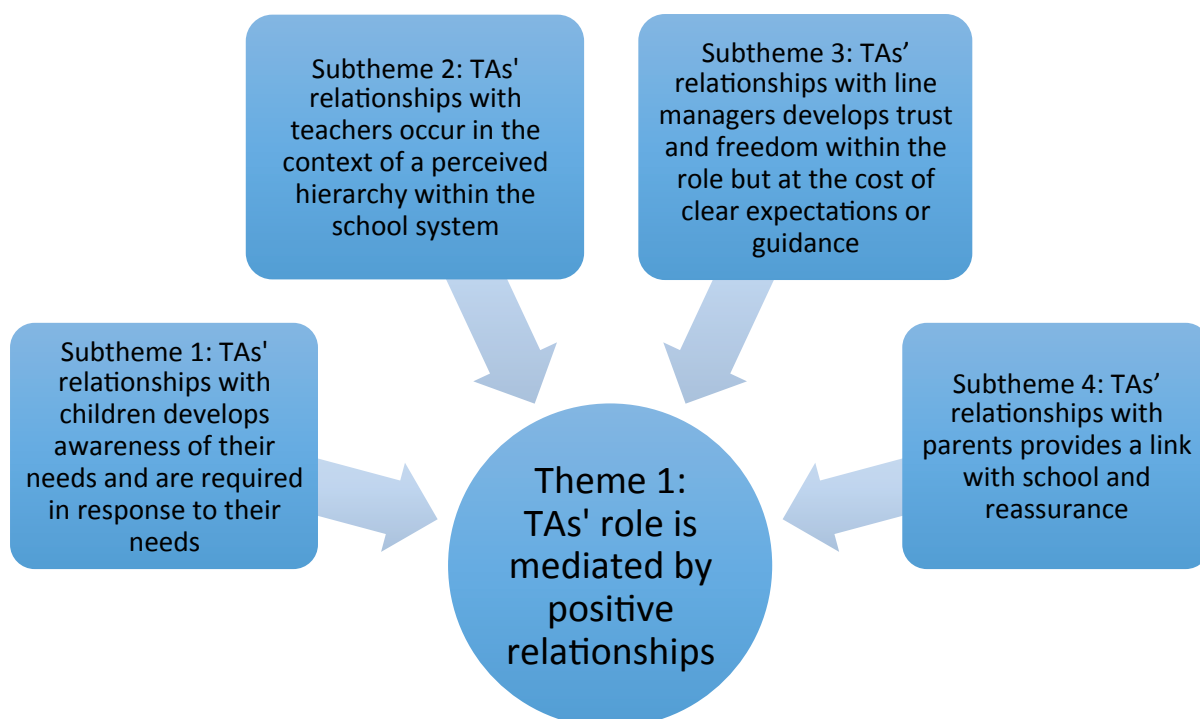 Subtheme 1: TAs'
relationships with
children develops
awareness of their
needs and are required
in response to their
needs
Subtheme 2: TAs'
relationships with
teachers occur in the
context of a perceived
hierarchy within the
school system
Subtheme 3: TAs’
relationships with line
managers develops trust
and freedom within the
role but at the cost of
clear expectations or
guidance
Subtheme 4: TAs’
relationships with
parents provides a link
with school and
reassurance
Theme 1:
TAs' role is
mediated by
positive
relationships